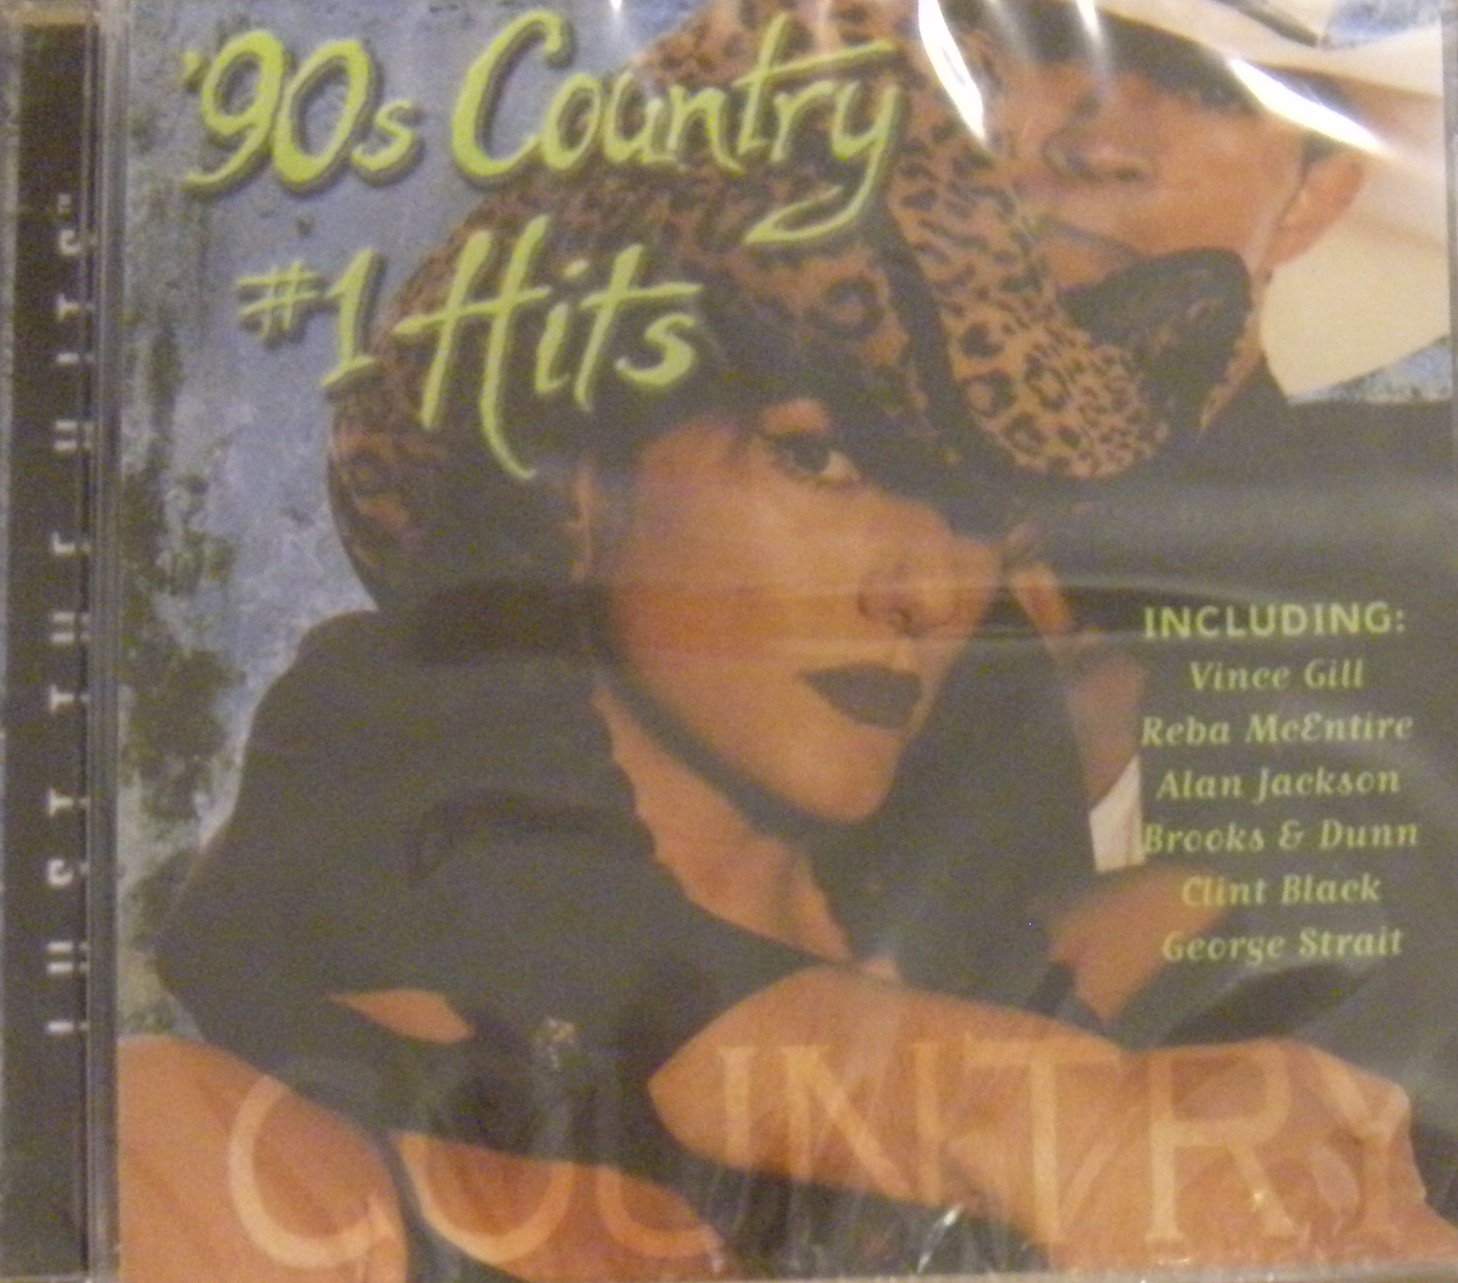 '90s Country
#1 Hits
INCLUDING:
Vince Gill
Reba McEntire
Alan Jackson
Brooks & Dunn
Clint Black
George Strait
COUNTRY